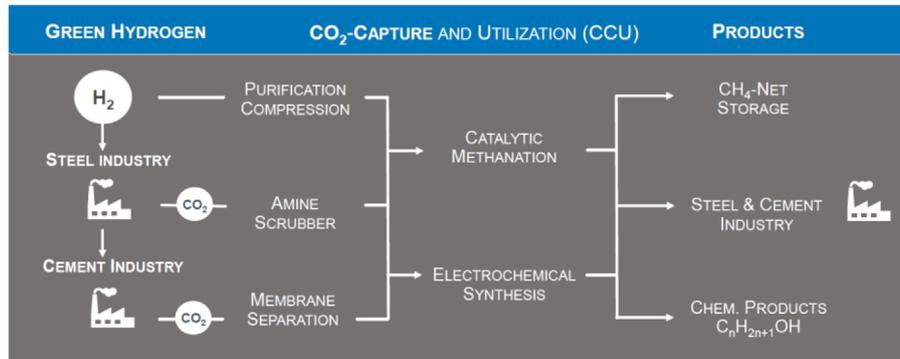 GREEN HYDROGEN
CO₂-CAPTURE AND UTILIZATION (CCU)
PRODUCTS
H₂
PURIFICATION
COMPRESSION
CH₄-NET
STORAGE
CATALYTIC
METHANATION
STEEL INDUSTRY
CO₂
AMINE
SCRUBBER
STEEL & CEMENT
INDUSTRY
CEMENT INDUSTRY
ELECTROCHEMICAL
SYNTHESIS
CO₂
MEMBRANE
SEPARATION
CHEM. PRODUCTS
CₙH₂ₙ₊₁OH